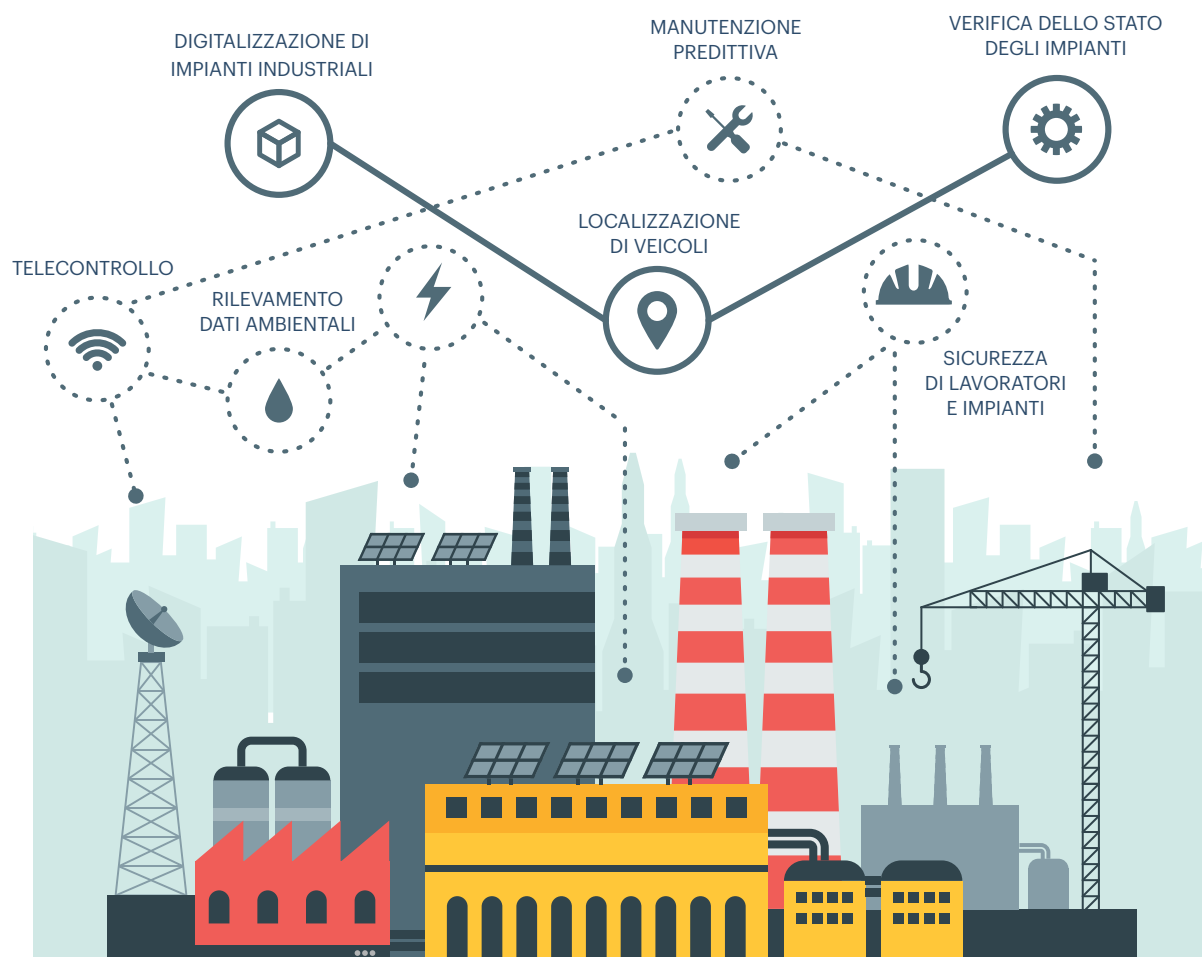 DIGITALIZZAZIONE DI
IMPIANTI INDUSTRIALI
MANUTENZIONE
PREDITTIVA
VERIFICA DELLO STATO
DEGLI IMPIANTI
LOCALIZZAZIONE
DI VEICOLI
TELECONTROLLO
RILEVAMENTO
DATI AMBIENTALI
SICUREZZA
DI LAVORATORI
E IMPIANTI